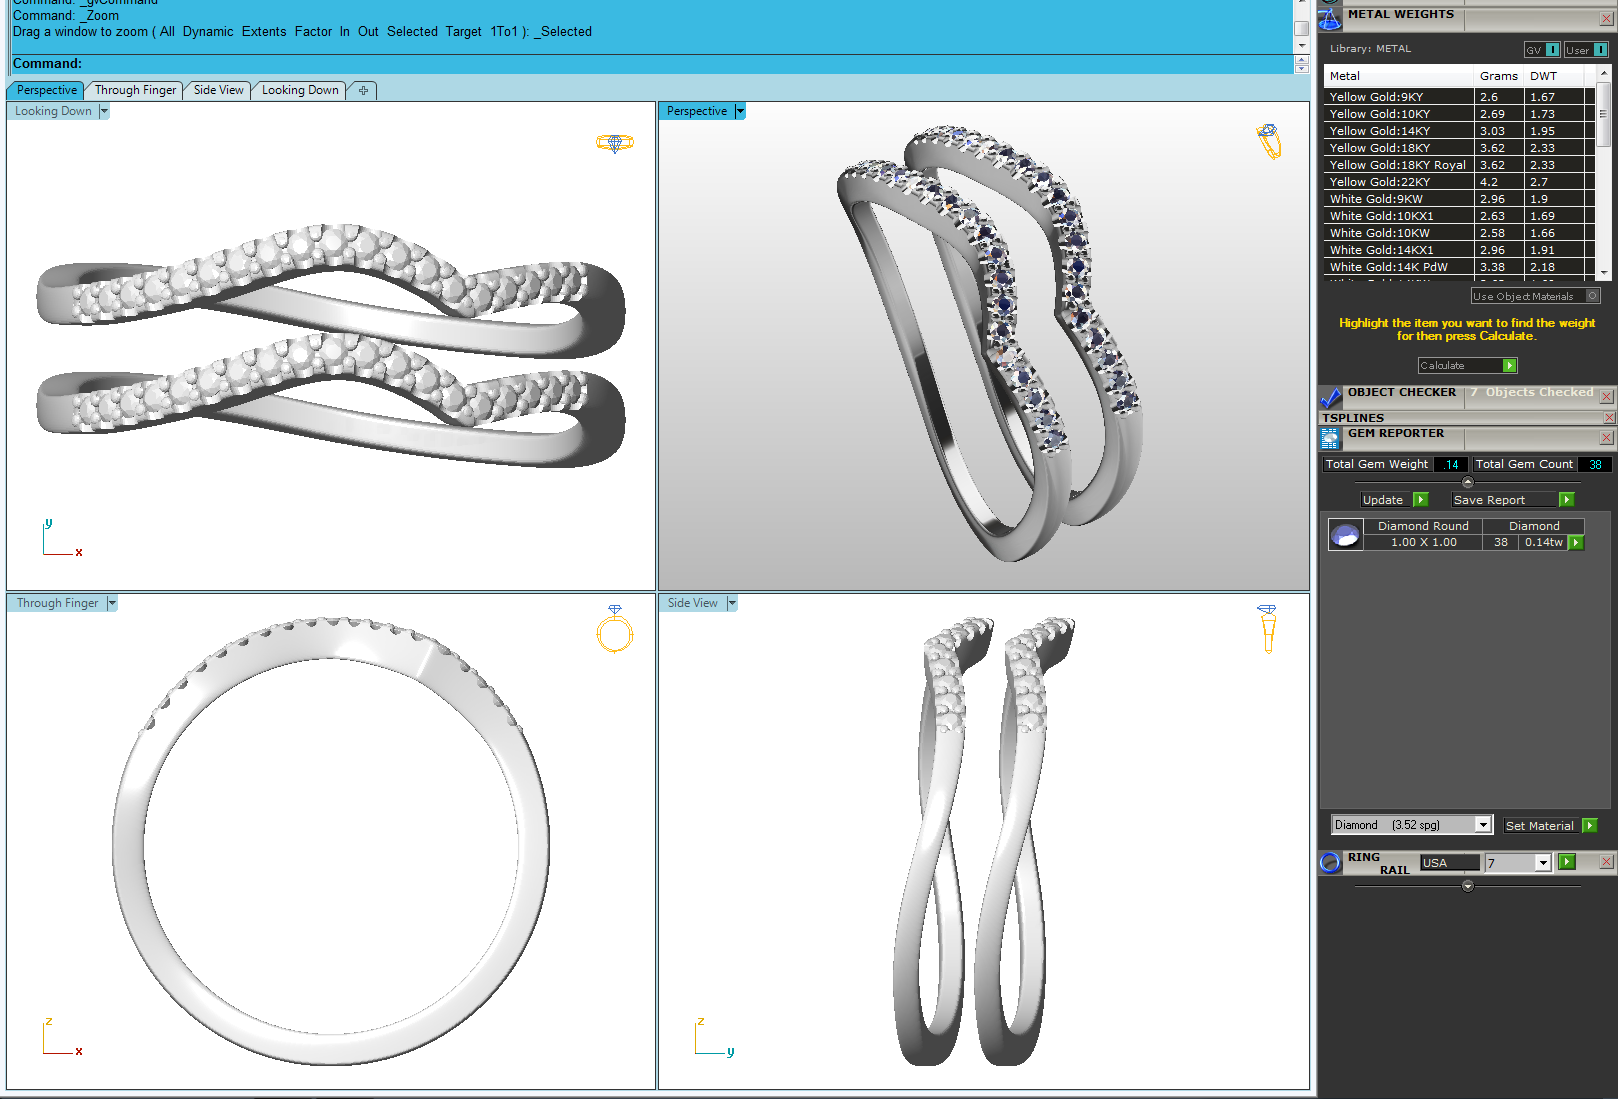 Command: _gvCommand
Command: _Zoom
Drag a window to zoom ( All Dynamic Extents Factor In Out Selected Target 1To1 ): _Selected
Command:
Perspective Through Finger Side View Looking Down
Looking Down
y
x
Perspective
Through Finger
z
x
Side View
z
y
METAL WEIGHTS
Library: METAL GV I User I
Metal Grams DWT
Yellow Gold:9KY 2.6 1.67
Yellow Gold:10KY 2.69 1.73
Yellow Gold:14KY 3.03 1.95
Yellow Gold:18KY 3.62 2.33
Yellow Gold:18KY Royal 3.62 2.33
Yellow Gold:22KY 4.2 2.7
White Gold:9KW 2.96 1.9
White Gold:10KX1 2.63 1.69
White Gold:10KW 2.58 1.66
White Gold:14KX1 2.96 1.91
White Gold:14K PdW 3.38 2.18
Use Object Materials O
Highlight the item you want to find the weight
for then press Calculate.
Calculate
OBJECT CHECKER 7 Objects Checked
TSPLINES
GEM REPORTER
Total Gem Weight .14 Total Gem Count 38
Update Save Report
Diamond Round Diamond
1.00 X 1.00 38 0.14tw
Diamond (3.52 spg) Set Material
RING
RAIL USA 7